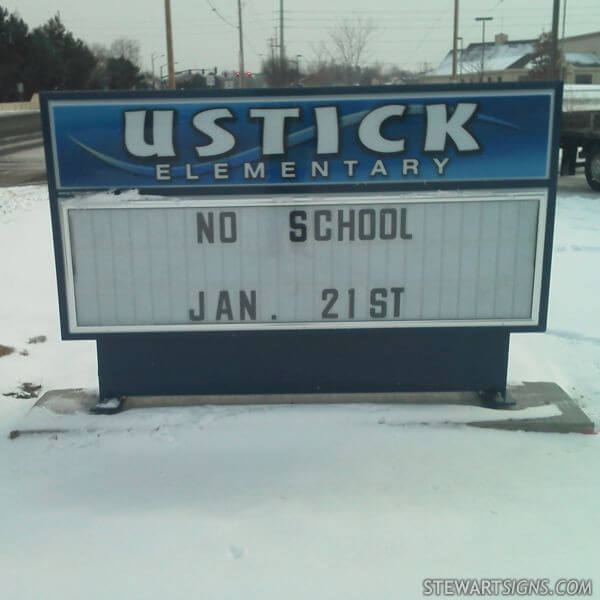 USTICK
ELEMENTARY
NO SCHOOL
JAN. 21ST
STEWARTSIGNS.COM